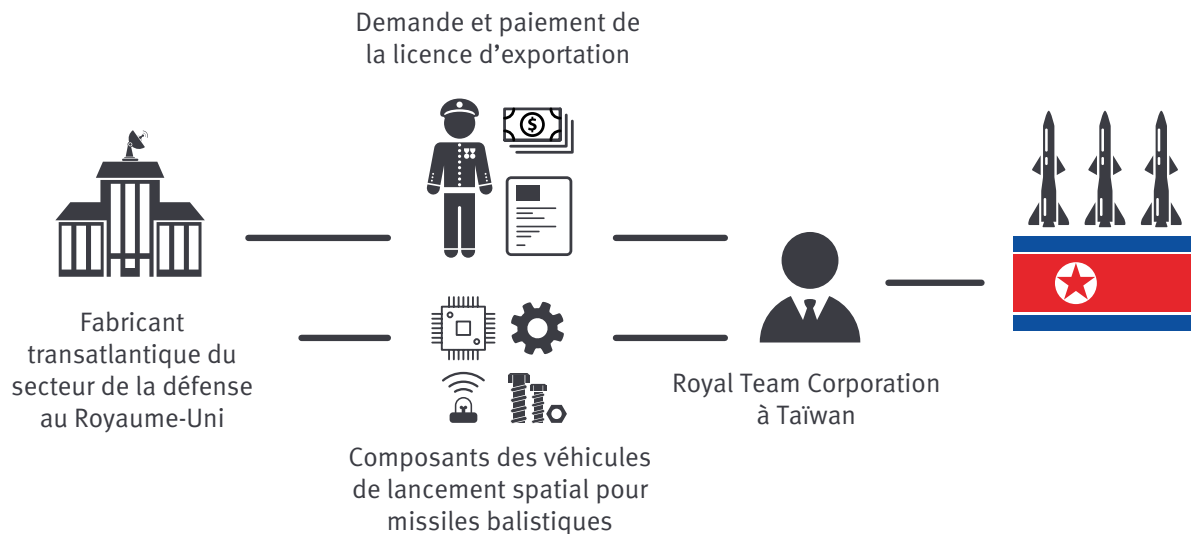 Demande et paiement de
la licence d’exportation
$
Fabricant
transatlantique du
secteur de la défense
au Royaume-Uni
Royal Team Corporation
à Taïwan
Composants des véhicules
de lancement spatial pour
missiles balistiques